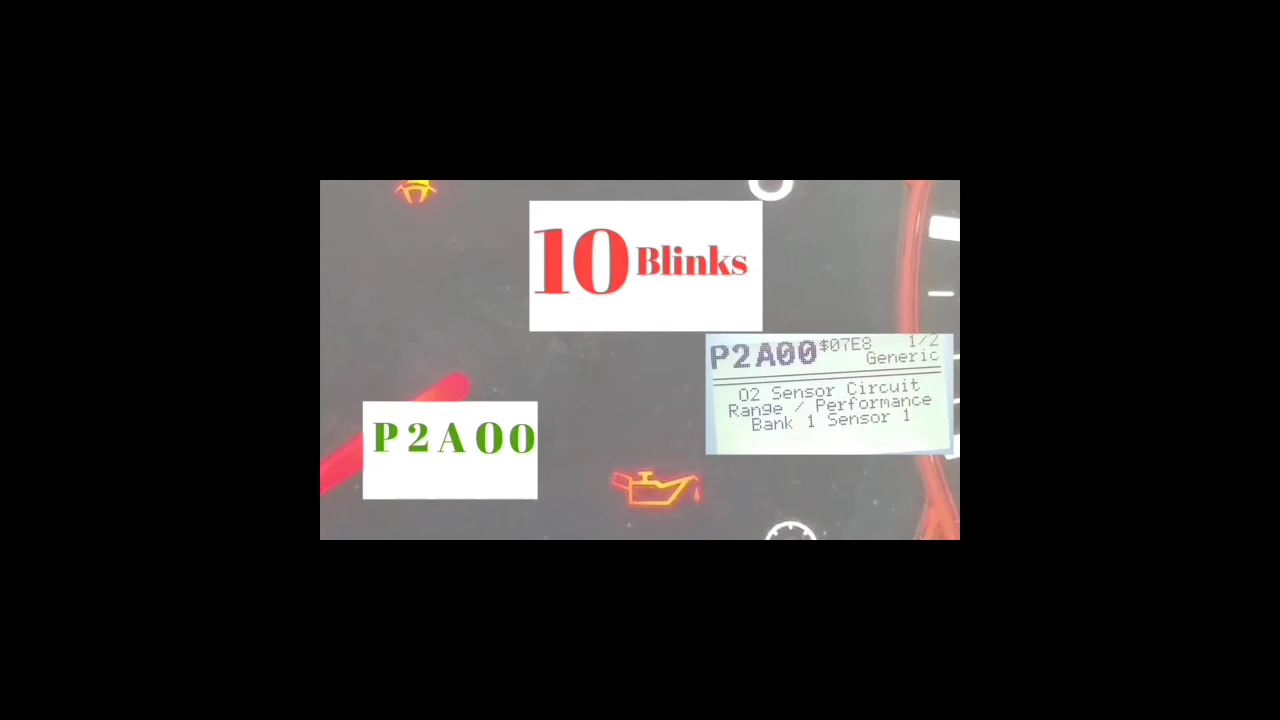 10 Blinks
P2A00 $07E8 1/2
Generic
O2 Sensor Circuit
Range / Performance
Bank 1 Sensor 1
P 2 A 0 0